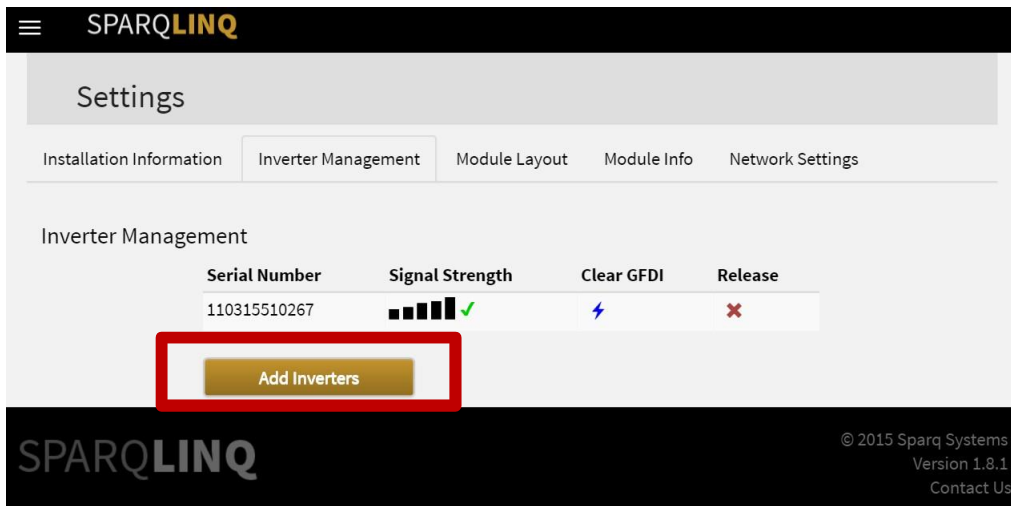 SPARQLINQ
Settings
Installation Information Inverter Management Module Layout Module Info Network Settings
Inverter Management
Serial Number Signal Strength Clear GFDI Release
110315510267
Add Inverters
SPARQLINQ
© 2015 Sparq Systems
Version 1.8.1
Contact Us